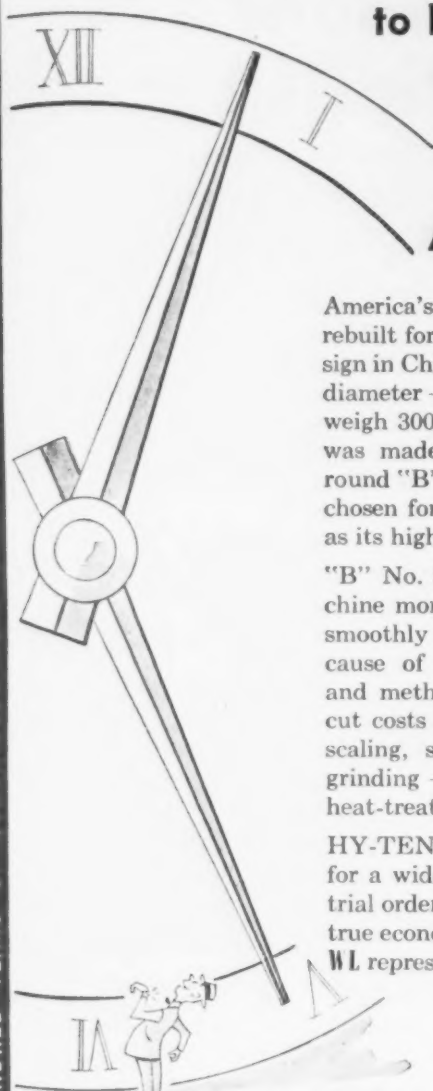 to
XII
I
America's
rebuilt for
sign in Ch
diameter -
weigh 300
was made
round "B"
chosen for
as its high
"B" No.
chine mor
smoothly
cause of
and meth
cut costs
scaling, s
grinding -
heat-treat
HY-TEN
for a wid
trial order
true econo
WL repres
V
VI